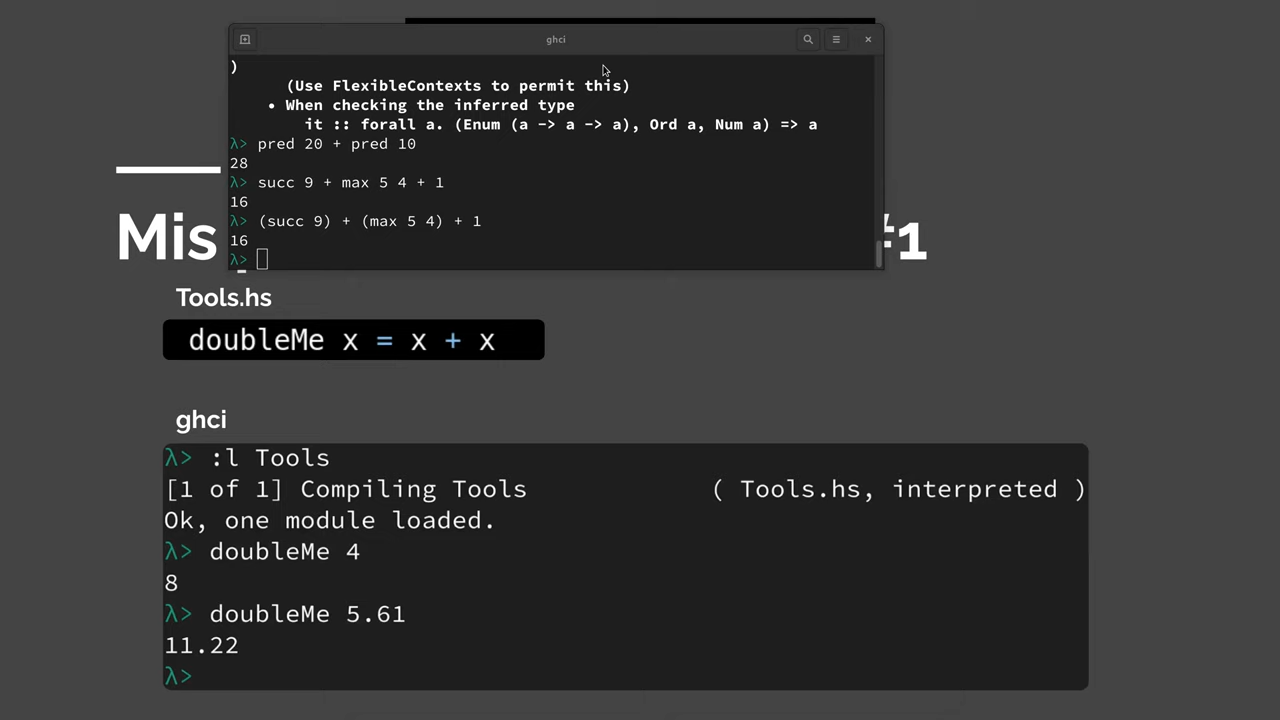 ghci
)
(Use FlexibleContexts to permit this)
• When checking the inferred type
it :: forall a. (Enum (a -> a -> a), Ord a, Num a) => a
λ> pred 20 + pred 10
28
λ> succ 9 + max 5 4 + 1
16
λ> (succ 9) + (max 5 4) + 1
16
λ>
Mis #1
Tools.hs
doubleMe x = x + x
ghci
λ> :l Tools
[1 of 1] Compiling Tools ( Tools.hs, interpreted )
Ok, one module loaded.
λ> doubleMe 4
8
λ> doubleMe 5.61
11.22
λ>